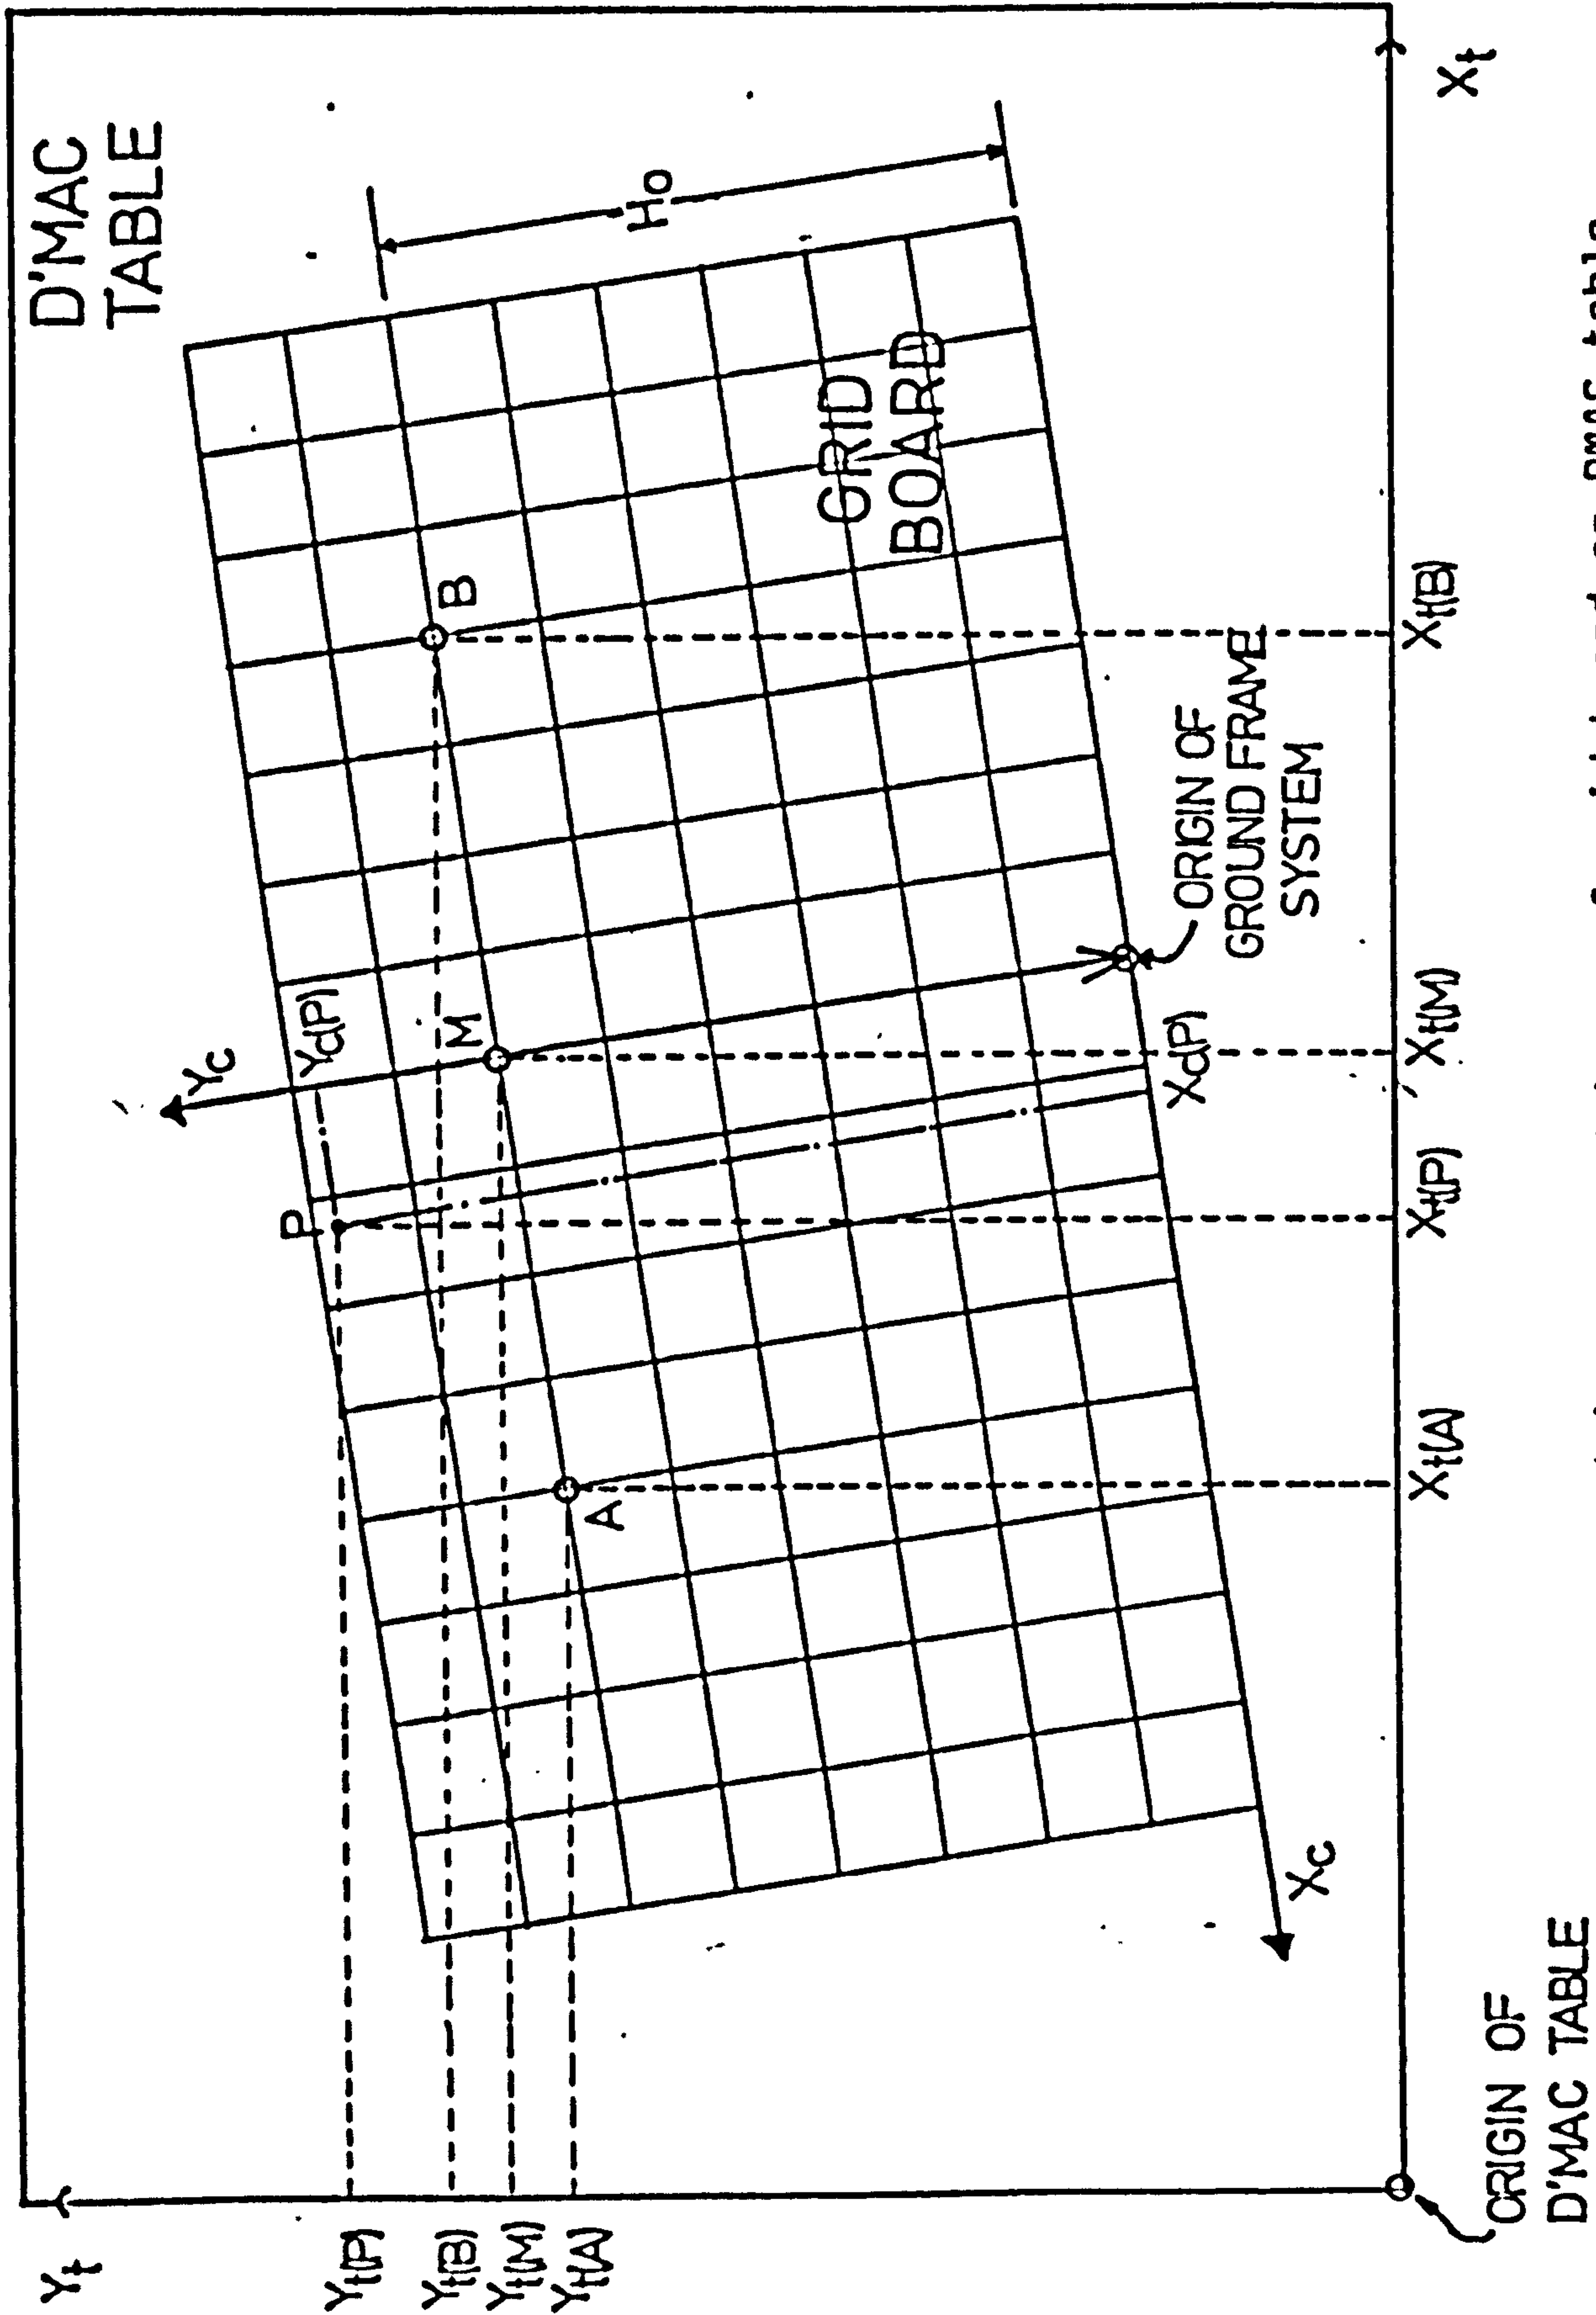 D'MAC
TABLE
Yt
Yt(P)
Yt(B)
Yt(M)
Yt(A)
P
Yc
Yc(P)
M
B
A
Ho
GRID
BOARD
Xc
Xc(P)
ORIGIN OF
GROUND FRAME
SYSTEM
Xt(A)
Xt(P)
Xt(M)
Xt(B)
Xt
ORIGIN OF
D'MAC TABLE
table